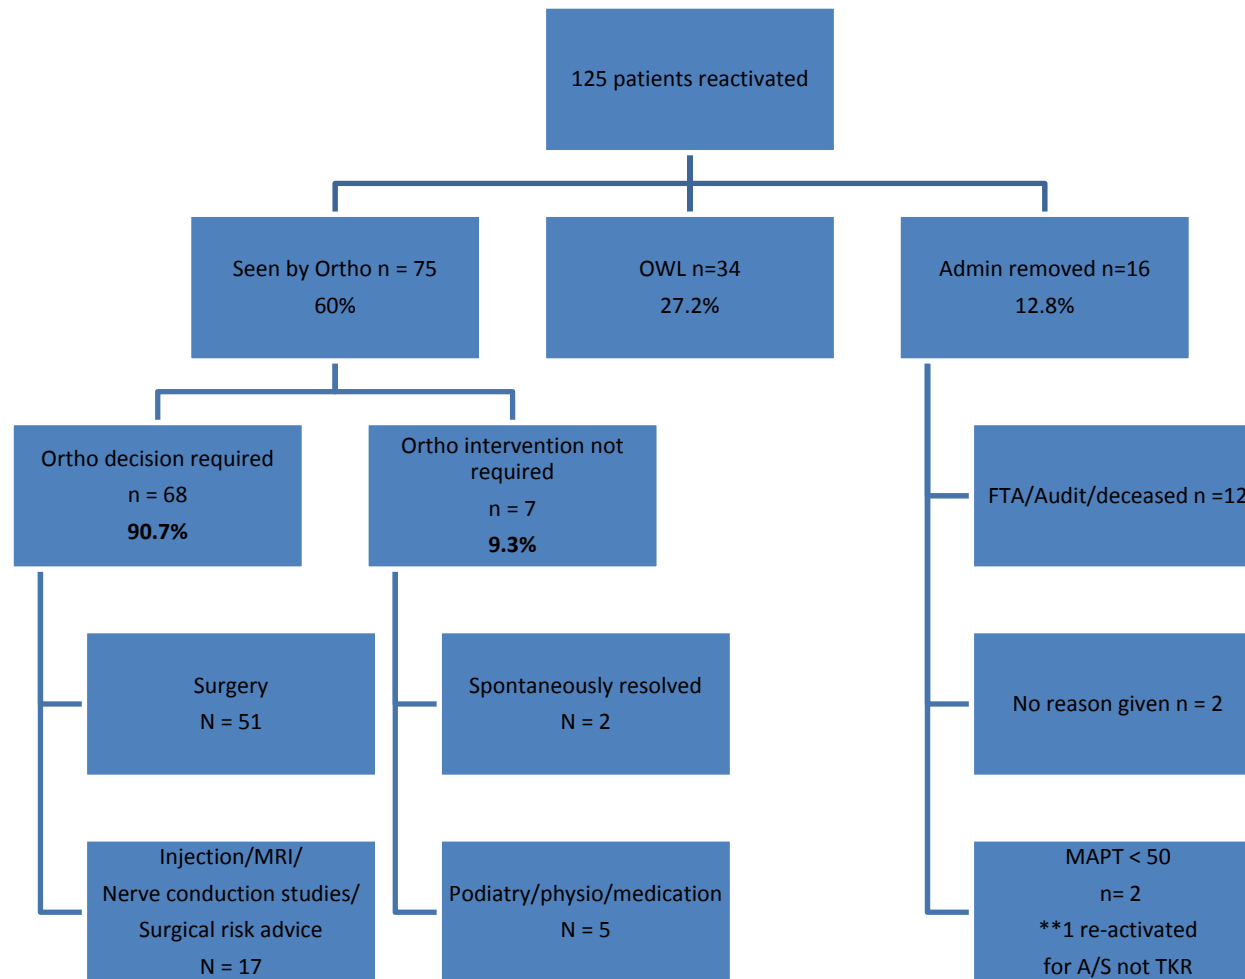 125 patients reactivated
Seen by Ortho n = 75
60%
OWL n=34
27.2%
Admin removed n=16
12.8%
Ortho decision required
n = 68
90.7%
Ortho intervention not
required
n = 7
9.3%
FTA/Audit/deceased n =12
Surgery
N = 51
Spontaneously resolved
N = 2
No reason given n = 2
Injection/MRI/
Nerve conduction studies/
Surgical risk advice
N = 17
Podiatry/physio/medication
N = 5
MAPT < 50
n= 2
**1 re-activated
for A/S not TKR